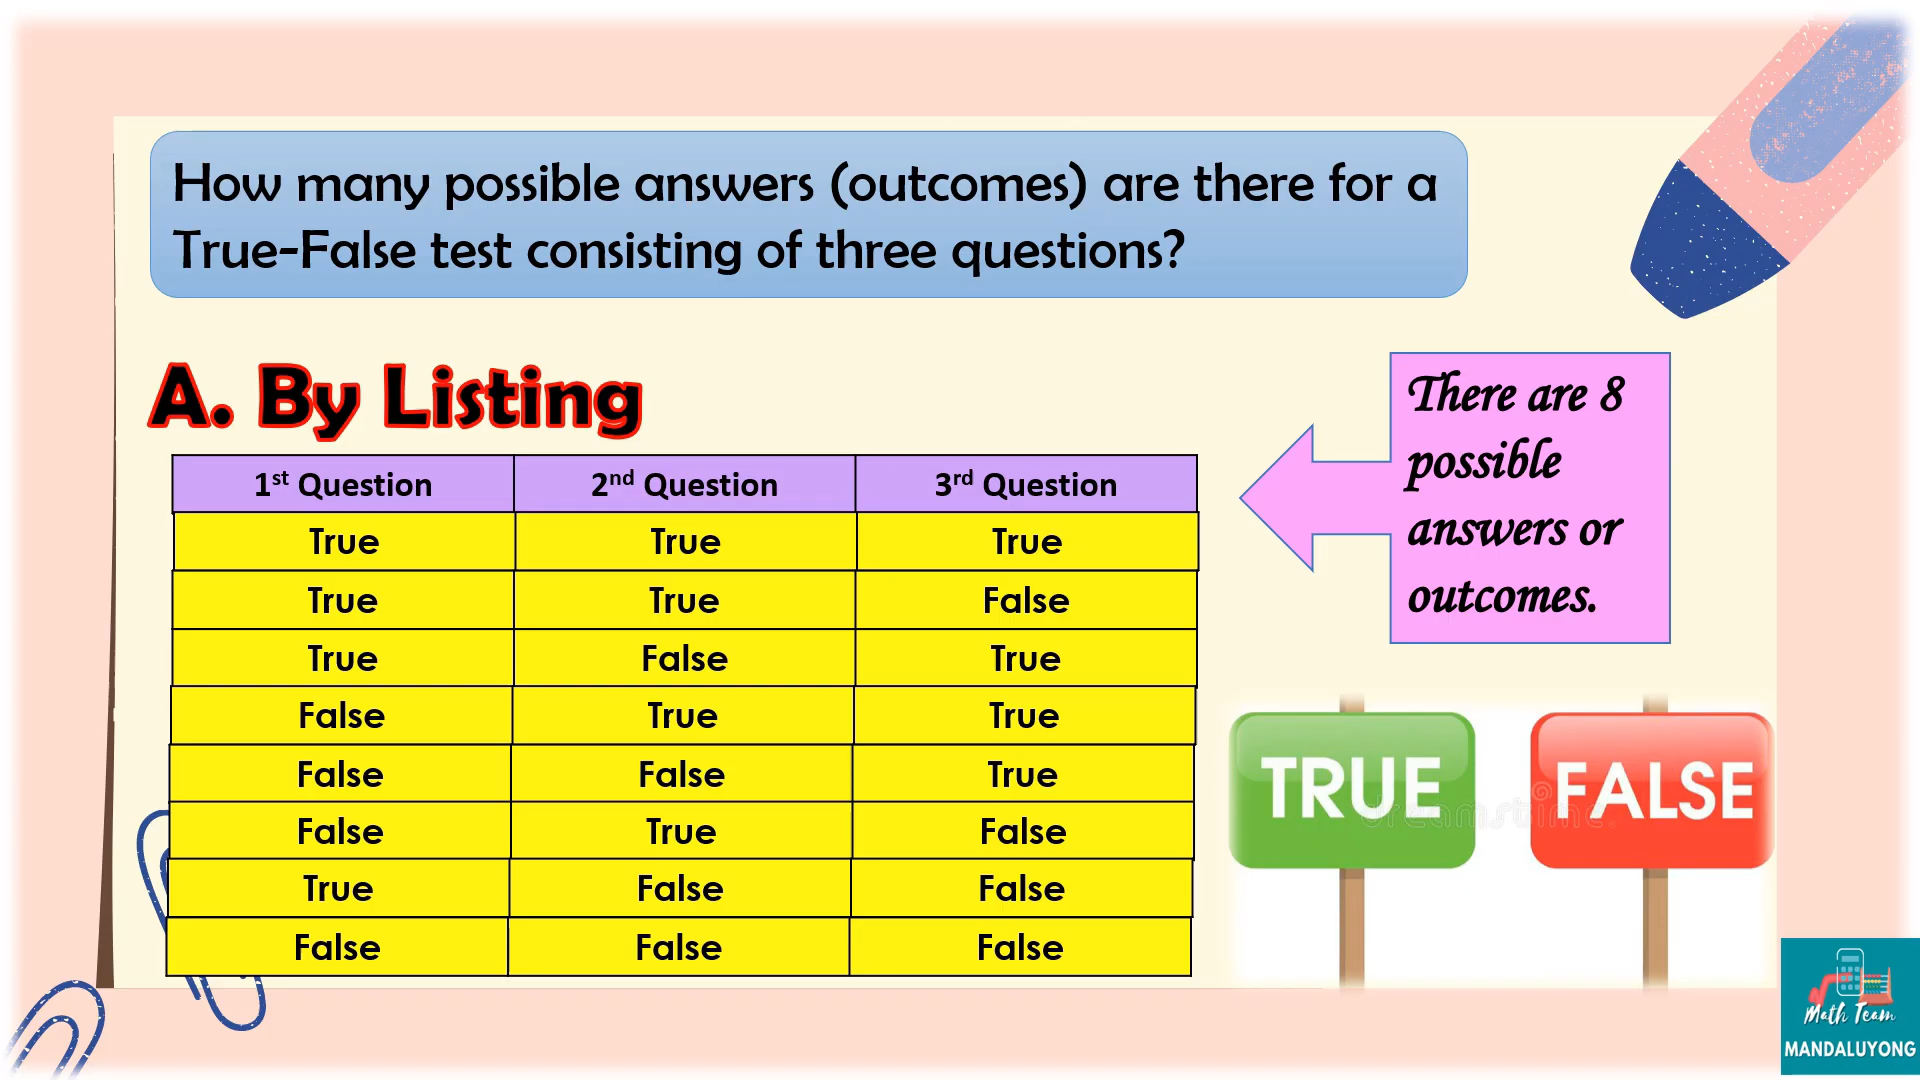 How many possible answers (outcomes) are there for a
True-False test consisting of three questions?
A. By Listing
There are 8
possible
answers or
outcomes.
1st Question 2nd Question 3rd Question
True True True
True True False
True False True
False True True
False False True
False True False
True False False
False False False
TRUE FALSE
dreamstime
Math Team
MANDALUYONG